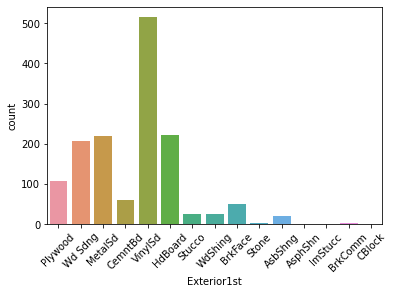 500
400
300
200
100
0
count
Plywood
Wd Sdng
MetalSd
CemntBd
VinylSd
HdBoard
Stucco
WdShing
BrkFace
Stone
AsbShng
AsphShn
ImStucc
BrkComm
CBlock
Exterior1st